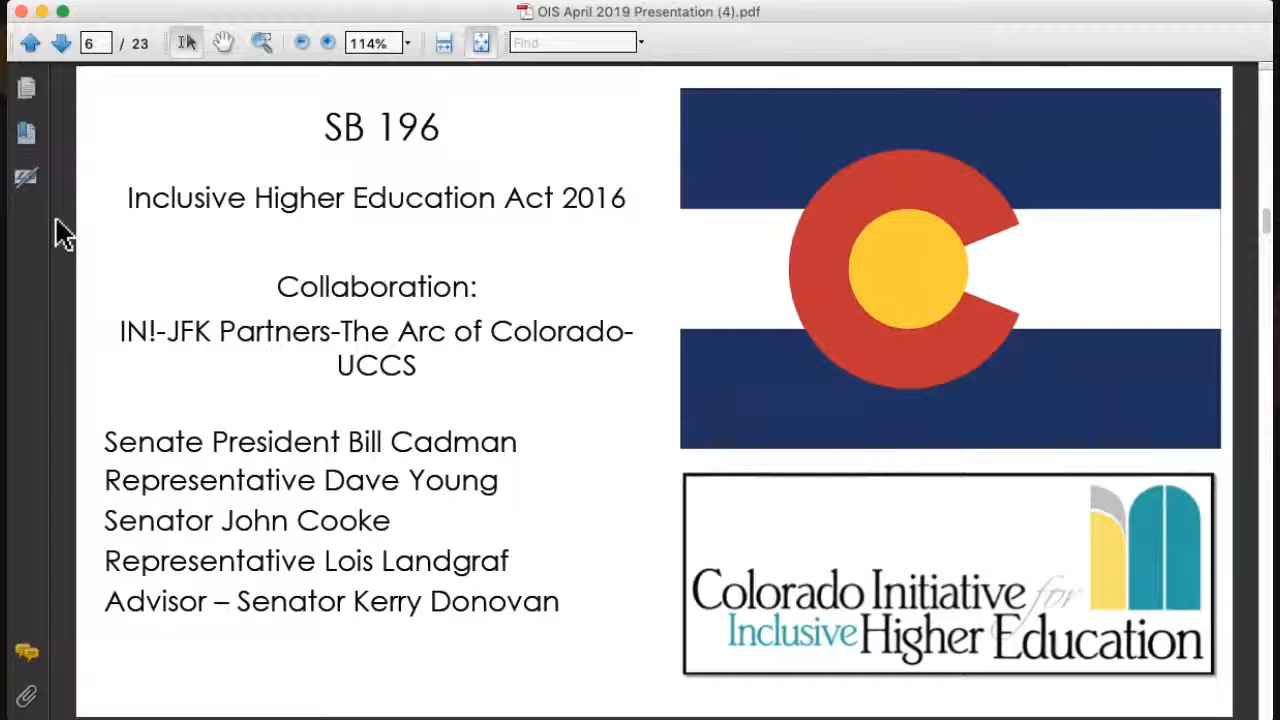 OIS April 2019 Presentation (4).pdf
6 / 23
114%
Find
SB 196
Inclusive Higher Education Act 2016
Collaboration:
IN!-JFK Partners-The Arc of Colorado-
UCCS
Senate President Bill Cadman
Representative Dave Young
Senator John Cooke
Representative Lois Landgraf
Advisor – Senator Kerry Donovan
Colorado Initiative for
Inclusive Higher Education